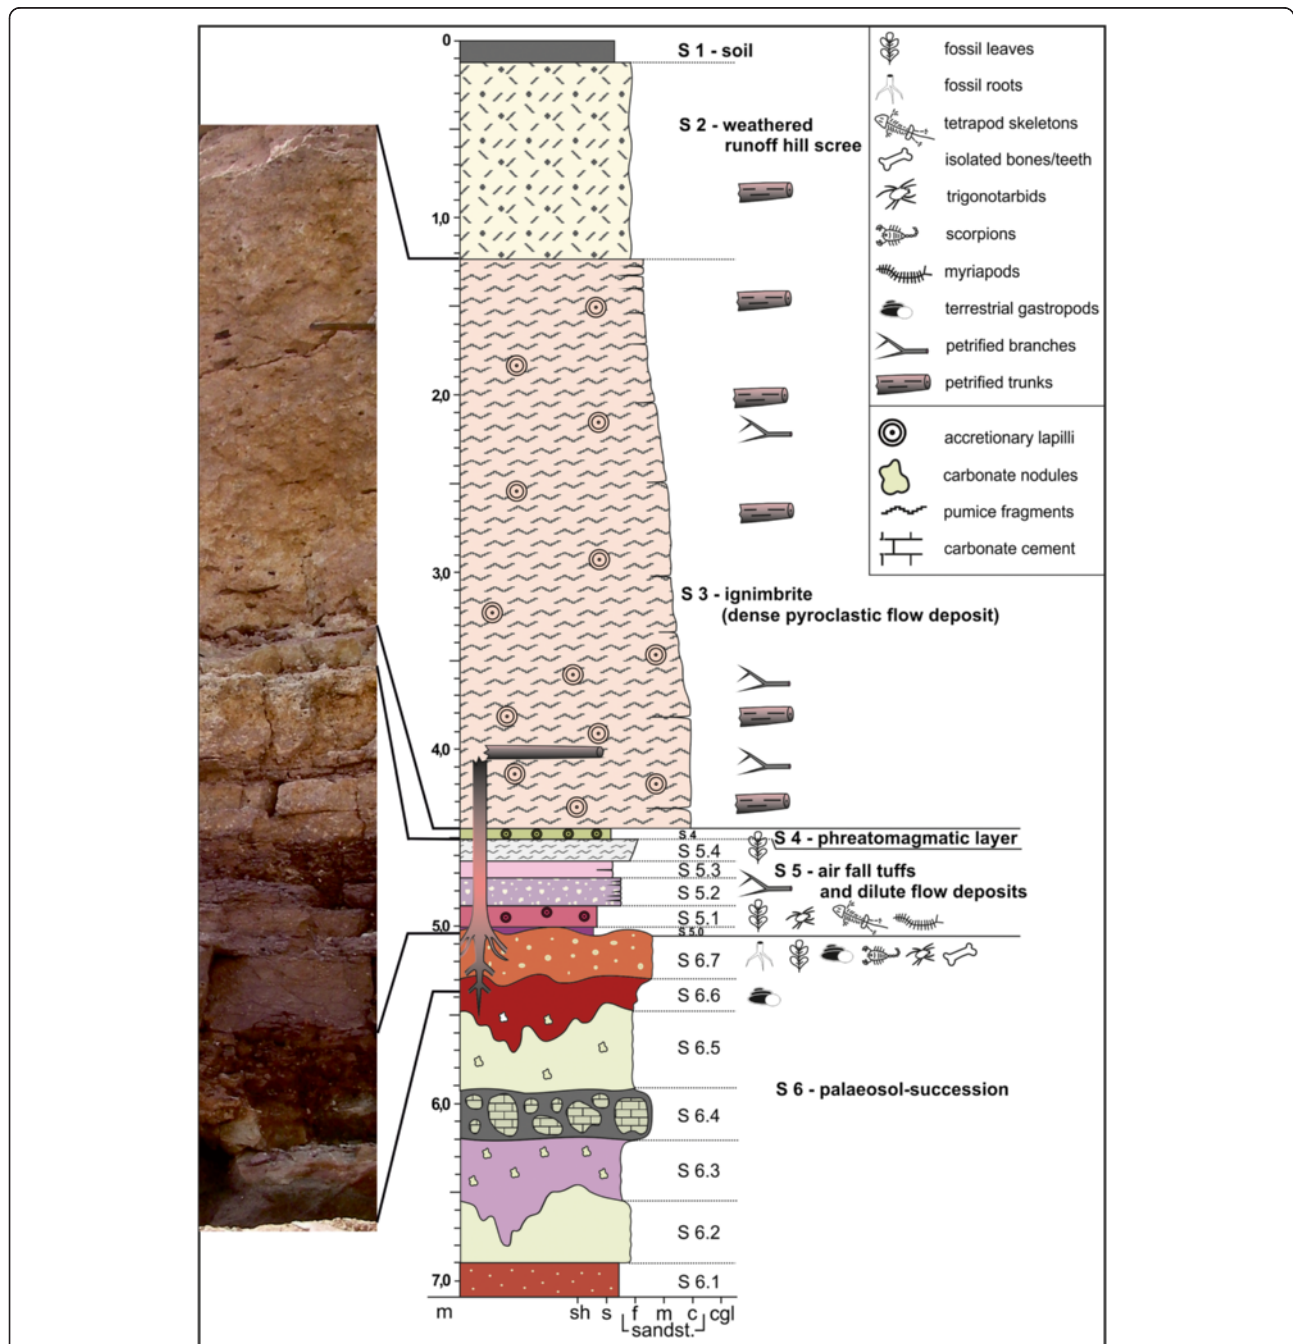 0
1,0
2,0
3,0
4,0
5,0
6,0
7,0
m
sh s f m c cgl
sandst.
S 1 - soil
S 2 - weathered
runoff hill scree
S 3 - ignimbrite
(dense pyroclastic flow deposit)
S 4
S 4 - phreatomagmatic layer
S 5.4
S 5.3
S 5.2
S 5.1
S 5.0
S 5 - air fall tuffs
and dilute flow deposits
S 6.7
S 6.6
S 6.5
S 6.4
S 6.3
S 6.2
S 6.1
S 6 - palaeosol-succession
fossil leaves
fossil roots
tetrapod skeletons
isolated bones/teeth
trigonotarbids
scorpions
myriapods
terrestrial gastropods
petrified branches
petrified trunks
accretionary lapilli
carbonate nodules
pumice fragments
carbonate cement